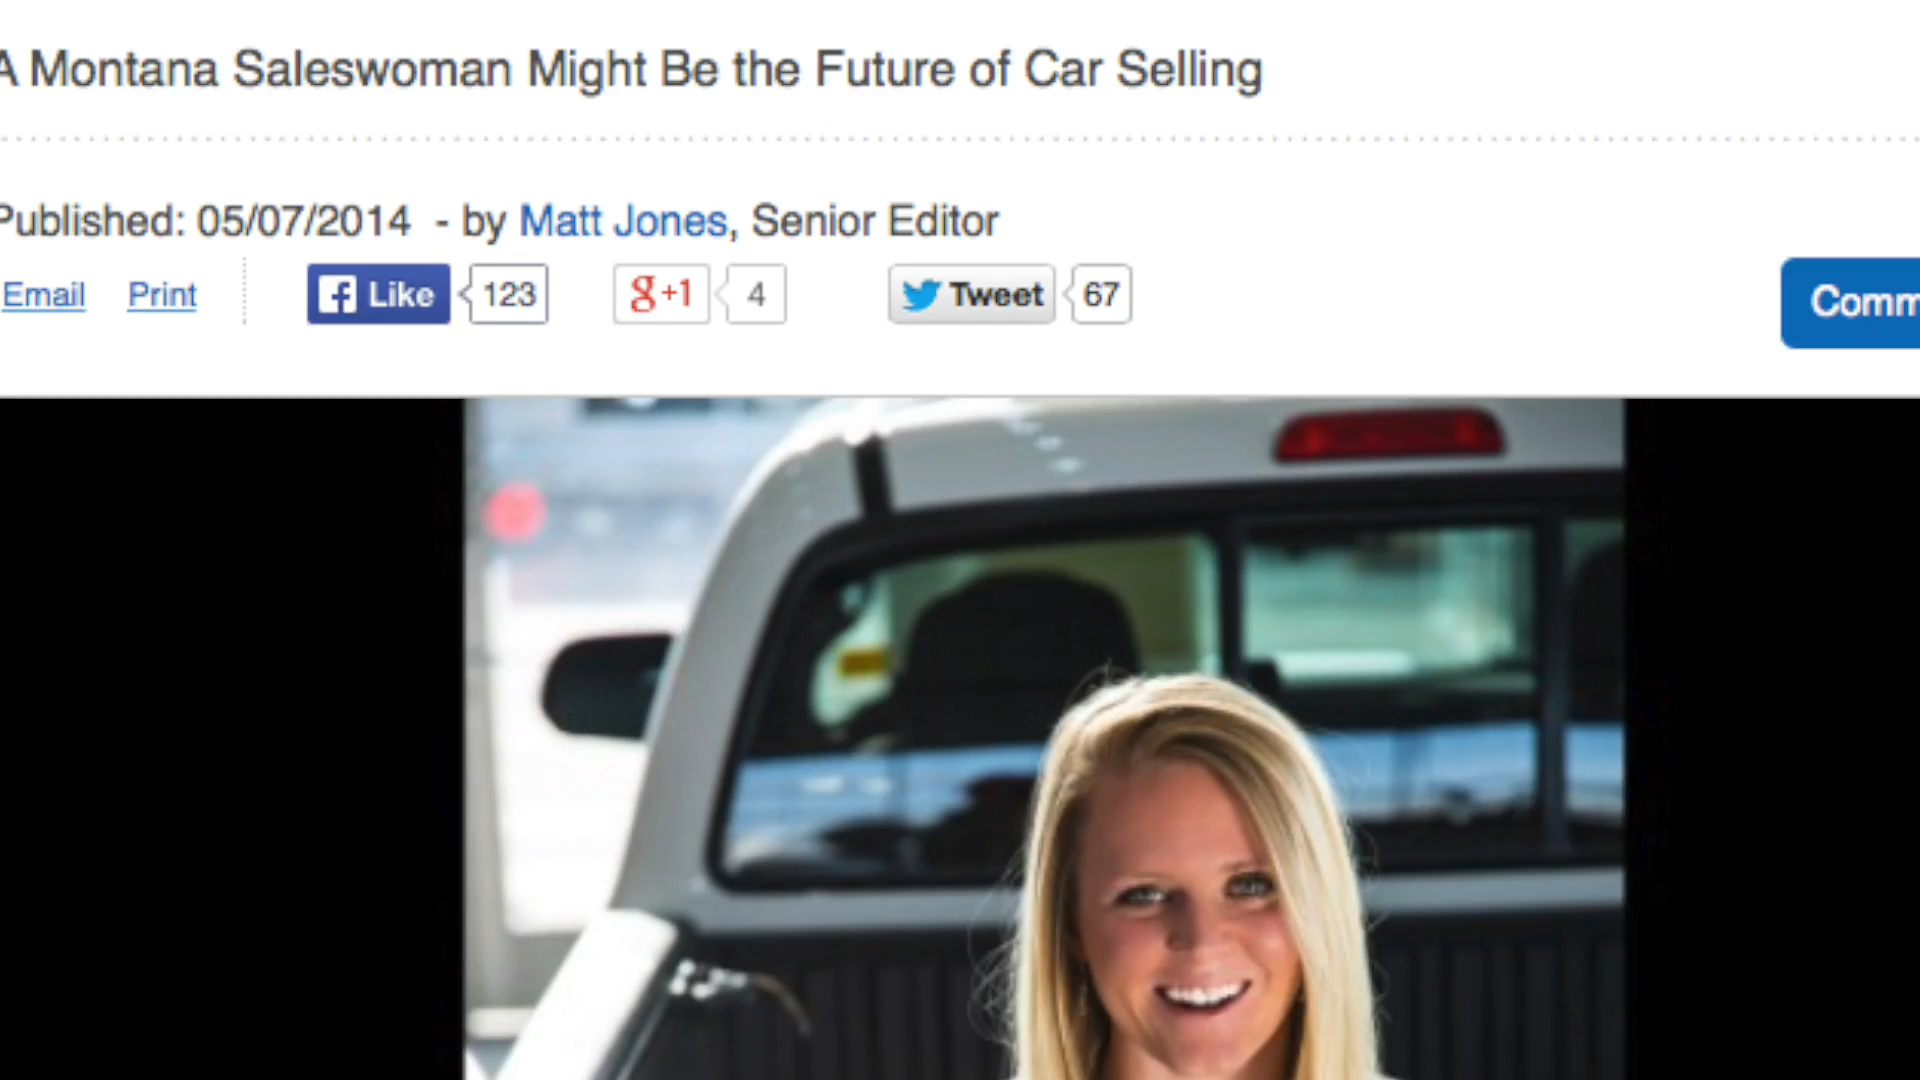 A Montana Saleswoman Might Be the Future of Car Selling
Published: 05/07/2014 - by Matt Jones, Senior Editor
Email Print Like 123 g+1 4 Tweet 67 Comm